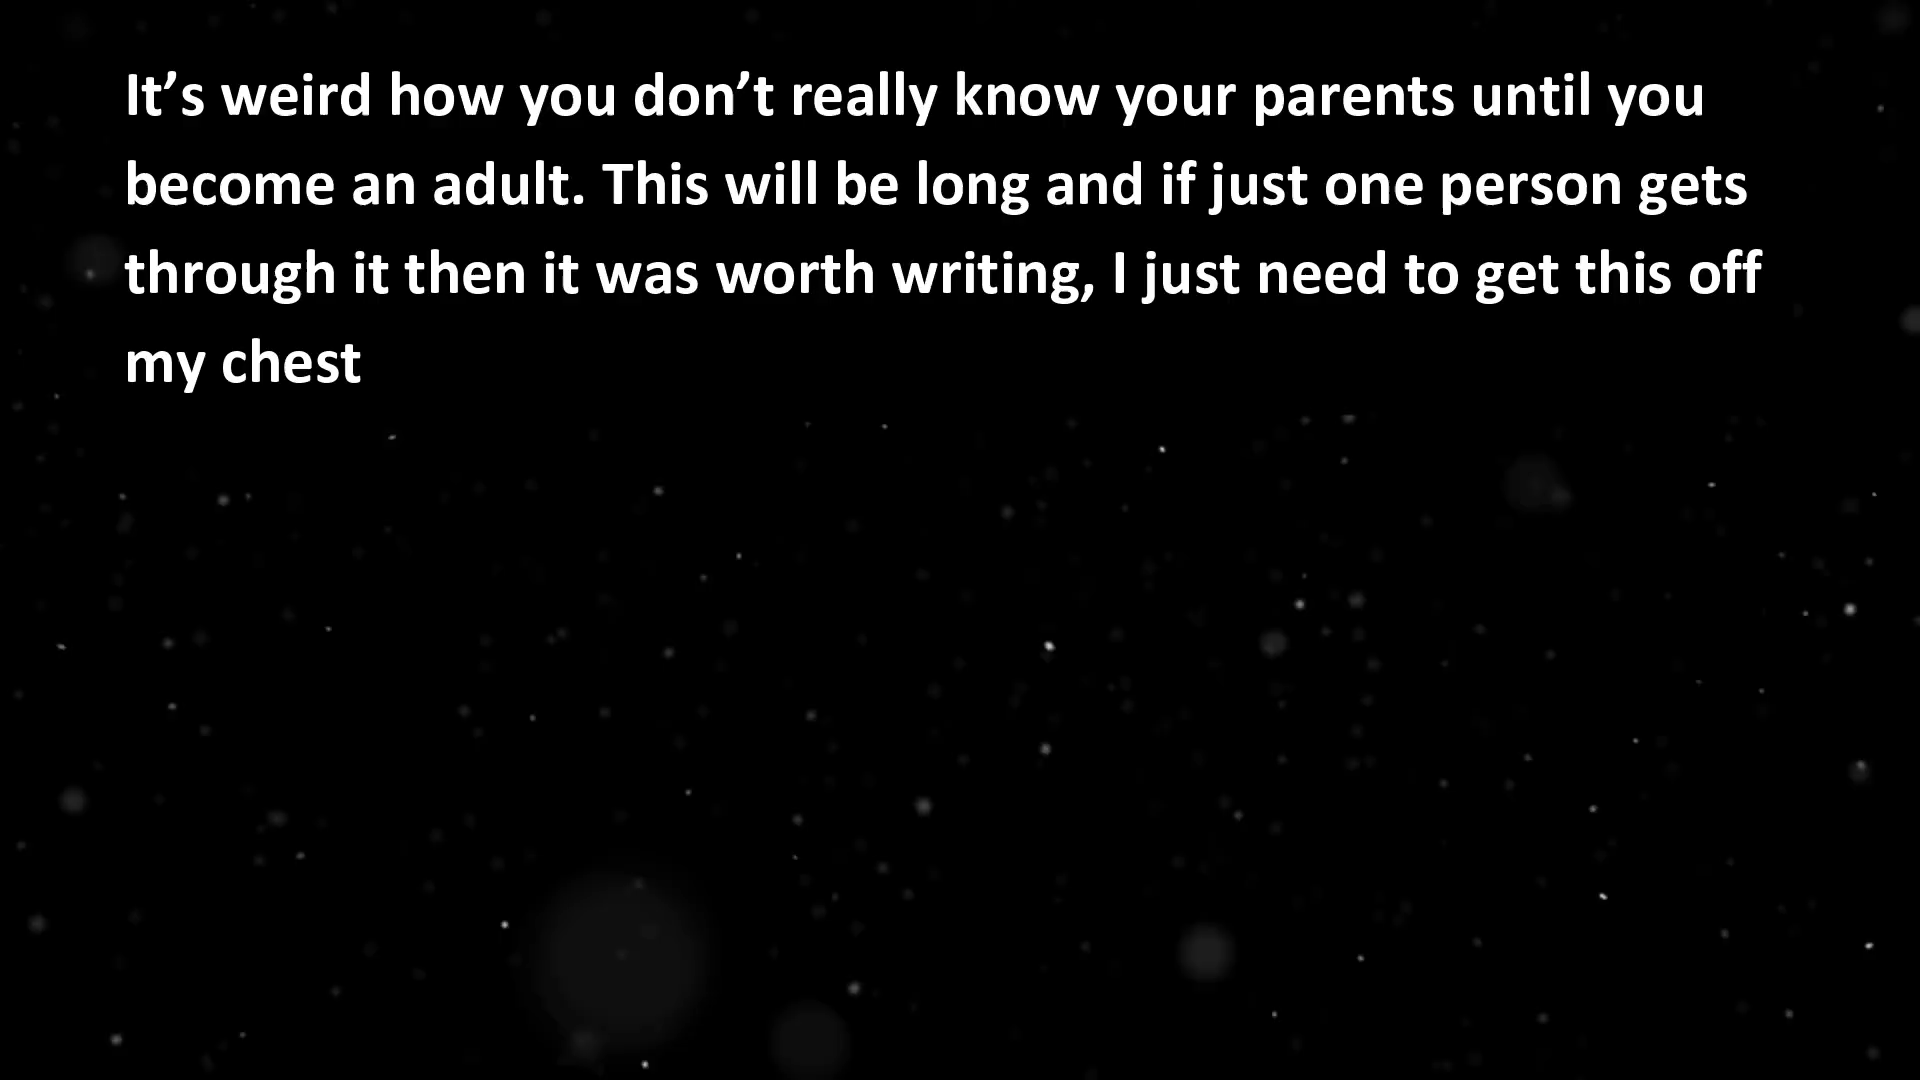 It’s weird how you don’t really know your parents until you
become an adult. This will be long and if just one person gets
through it then it was worth writing, I just need to get this off
my chest